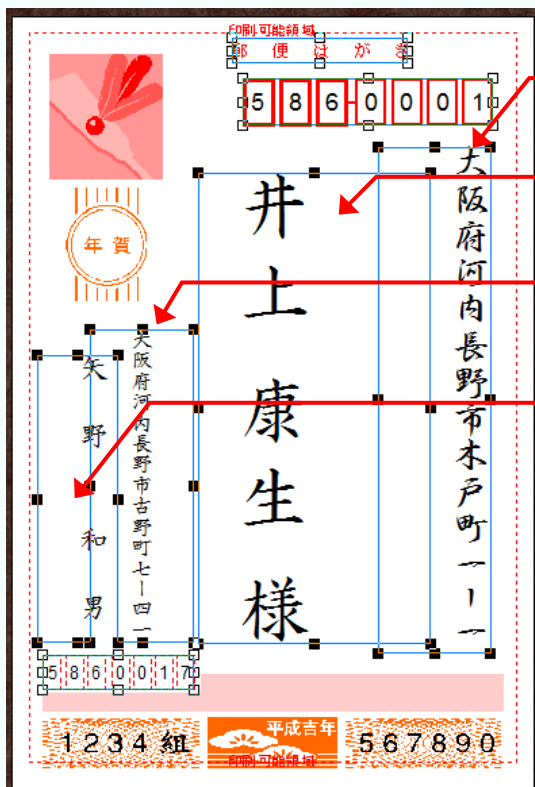 印刷可能領域
郵便はがき
586-0001
大阪府河内長野市木戸町一ー一
井上 康生 様
年賀
大阪府河内長野市古野町七ー四一
矢野 和男
5860017
平成吉年
1234組
567890
印刷可能領域